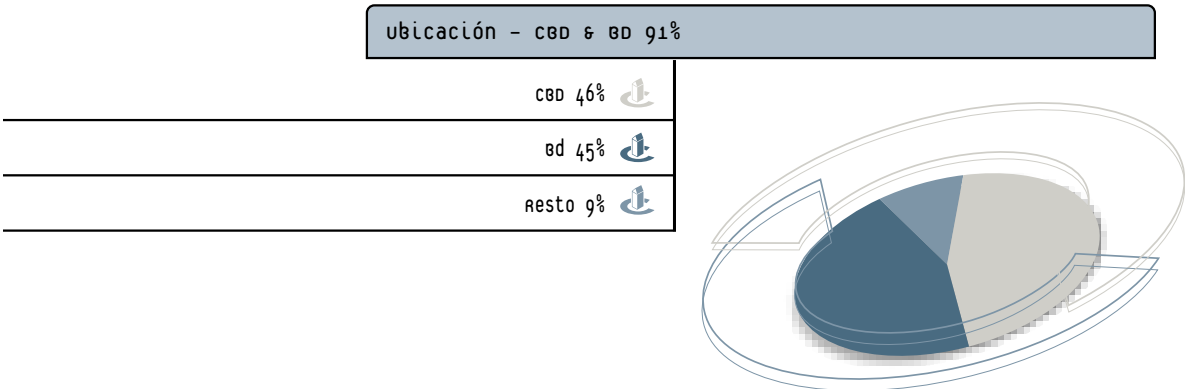 Ubicación - CBD & BD 91%
CBD 46%
Bd 45%
Resto 9%